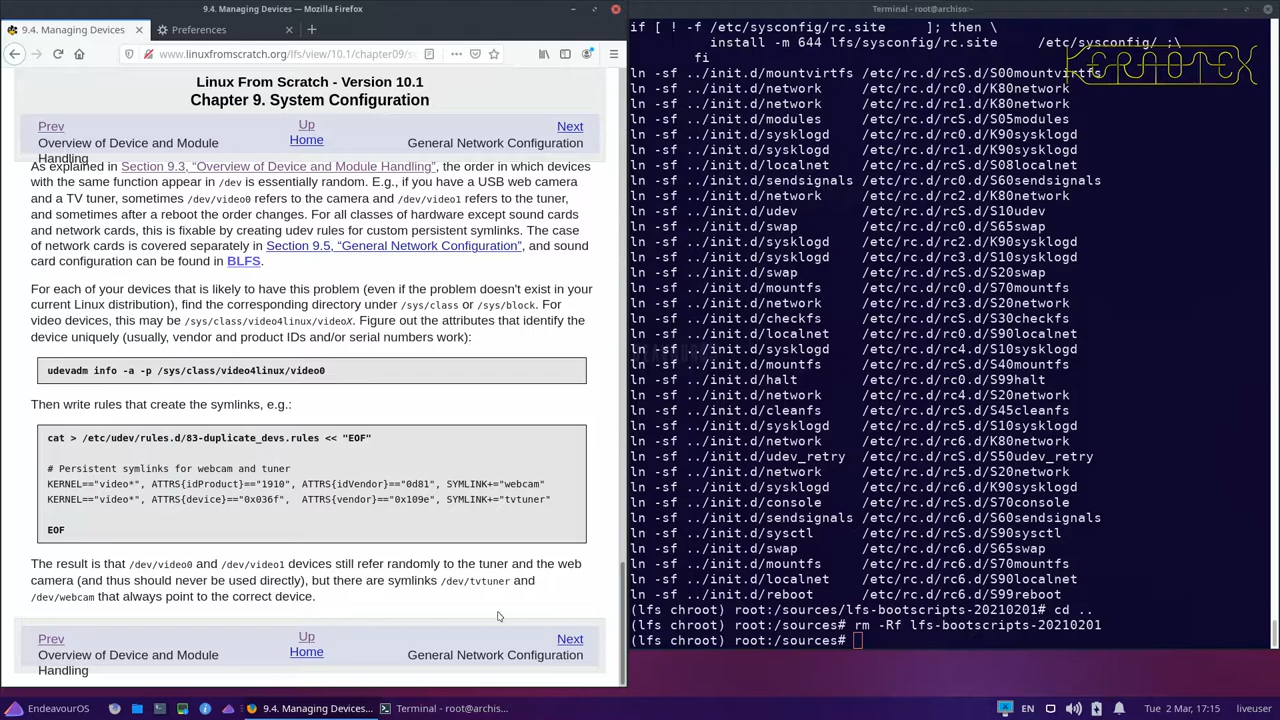 9.4. Managing Devices - Mozilla Firefox
9.4. Managing Devices
Preferences
www.linuxfromscratch.org/lfs/view/10.1/chapter09/s
Linux From Scratch - Version 10.1
Chapter 9. System Configuration
Prev
Up
Next
Overview of Device and Module
Handling
Home
General Network Configuration
As explained in Section 9.3, “Overview of Device and Module Handling”, the order in which devices
with the same function appear in /dev is essentially random. E.g., if you have a USB web camera
and a TV tuner, sometimes /dev/video0 refers to the camera and /dev/video1 refers to the tuner,
and sometimes after a reboot the order changes. For all classes of hardware except sound cards
and network cards, this is fixable by creating udev rules for custom persistent symlinks. The case
of network cards is covered separately in Section 9.5, “General Network Configuration”, and sound
card configuration can be found in BLFS.
For each of your devices that is likely to have this problem (even if the problem doesn't exist in your
current Linux distribution), find the corresponding directory under /sys/class or /sys/block. For
video devices, this may be /sys/class/video4linux/videoX. Figure out the attributes that identify the
device uniquely (usually, vendor and product IDs and/or serial numbers work):
udevadm info -a -p /sys/class/video4linux/video0
Then write rules that create the symlinks, e.g.:
cat > /etc/udev/rules.d/83-duplicate_devs.rules << "EOF"
# Persistent symlinks for webcam and tuner
KERNEL=="video*", ATTRS{idProduct}=="1910", ATTRS{idVendor}=="0d81", SYMLINK+="webcam"
KERNEL=="video*", ATTRS{device}=="0x036f",  ATTRS{vendor}=="0x109e", SYMLINK+="tvtuner"
EOF
The result is that /dev/video0 and /dev/video1 devices still refer randomly to the tuner and the web
camera (and thus should never be used directly), but there are symlinks /dev/tvtuner and
/dev/webcam that always point to the correct device.
Prev
Up
Next
Overview of Device and Module
Handling
Home
General Network Configuration
Terminal - root@archiso:~
if [ ! -f /etc/sysconfig/rc.site     ]; then \
install -m 644 lfs/sysconfig/rc.site     /etc/sysconfig/ ;\
fi
ln -sf ../init.d/mountvirtfs /etc/rc.d/rcS.d/S00mountvirtfs
ln -sf ../init.d/network     /etc/rc.d/rc0.d/K80network
ln -sf ../init.d/network     /etc/rc.d/rc1.d/K80network
ln -sf ../init.d/modules     /etc/rc.d/rcS.d/S05modules
ln -sf ../init.d/sysklogd    /etc/rc.d/rc0.d/K90sysklogd
ln -sf ../init.d/sysklogd    /etc/rc.d/rc1.d/K90sysklogd
ln -sf ../init.d/localnet    /etc/rc.d/rcS.d/S08localnet
ln -sf ../init.d/sendsignals /etc/rc.d/rc0.d/S60sendsignals
ln -sf ../init.d/network     /etc/rc.d/rc2.d/K80network
ln -sf ../init.d/udev        /etc/rc.d/rcS.d/S10udev
ln -sf ../init.d/swap        /etc/rc.d/rc0.d/S65swap
ln -sf ../init.d/sysklogd    /etc/rc.d/rc2.d/K90sysklogd
ln -sf ../init.d/sysklogd    /etc/rc.d/rc3.d/S10sysklogd
ln -sf ../init.d/swap        /etc/rc.d/rcS.d/S20swap
ln -sf ../init.d/mountfs     /etc/rc.d/rc0.d/S70mountfs
ln -sf ../init.d/network     /etc/rc.d/rc3.d/S20network
ln -sf ../init.d/checkfs     /etc/rc.d/rcS.d/S30checkfs
ln -sf ../init.d/localnet    /etc/rc.d/rc0.d/S90localnet
ln -sf ../init.d/sysklogd    /etc/rc.d/rc4.d/S10sysklogd
ln -sf ../init.d/mountfs     /etc/rc.d/rcS.d/S40mountfs
ln -sf ../init.d/halt        /etc/rc.d/rc0.d/S99halt
ln -sf ../init.d/network     /etc/rc.d/rc4.d/S20network
ln -sf ../init.d/cleanfs     /etc/rc.d/rcS.d/S45cleanfs
ln -sf ../init.d/sysklogd    /etc/rc.d/rc5.d/S10sysklogd
ln -sf ../init.d/network     /etc/rc.d/rc6.d/K80network
ln -sf ../init.d/udev_retry  /etc/rc.d/rcS.d/S50udev_retry
ln -sf ../init.d/network     /etc/rc.d/rc5.d/S20network
ln -sf ../init.d/sysklogd    /etc/rc.d/rc6.d/K90sysklogd
ln -sf ../init.d/console     /etc/rc.d/rcS.d/S70console
ln -sf ../init.d/sendsignals /etc/rc.d/rc6.d/S60sendsignals
ln -sf ../init.d/sysctl      /etc/rc.d/rcS.d/S90sysctl
ln -sf ../init.d/swap        /etc/rc.d/rc6.d/S65swap
ln -sf ../init.d/mountfs     /etc/rc.d/rc6.d/S70mountfs
ln -sf ../init.d/localnet    /etc/rc.d/rc6.d/S90localnet
ln -sf ../init.d/reboot      /etc/rc.d/rc6.d/S99reboot
(lfs chroot) root:/sources/lfs-bootscripts-20210201# cd ..
(lfs chroot) root:/sources# rm -Rf lfs-bootscripts-20210201
(lfs chroot) root:/sources#
EndeavourOS
9.4. Managing Devices...
Terminal - root@archis...
EN
Tue 2 Mar, 17:15
liveuser